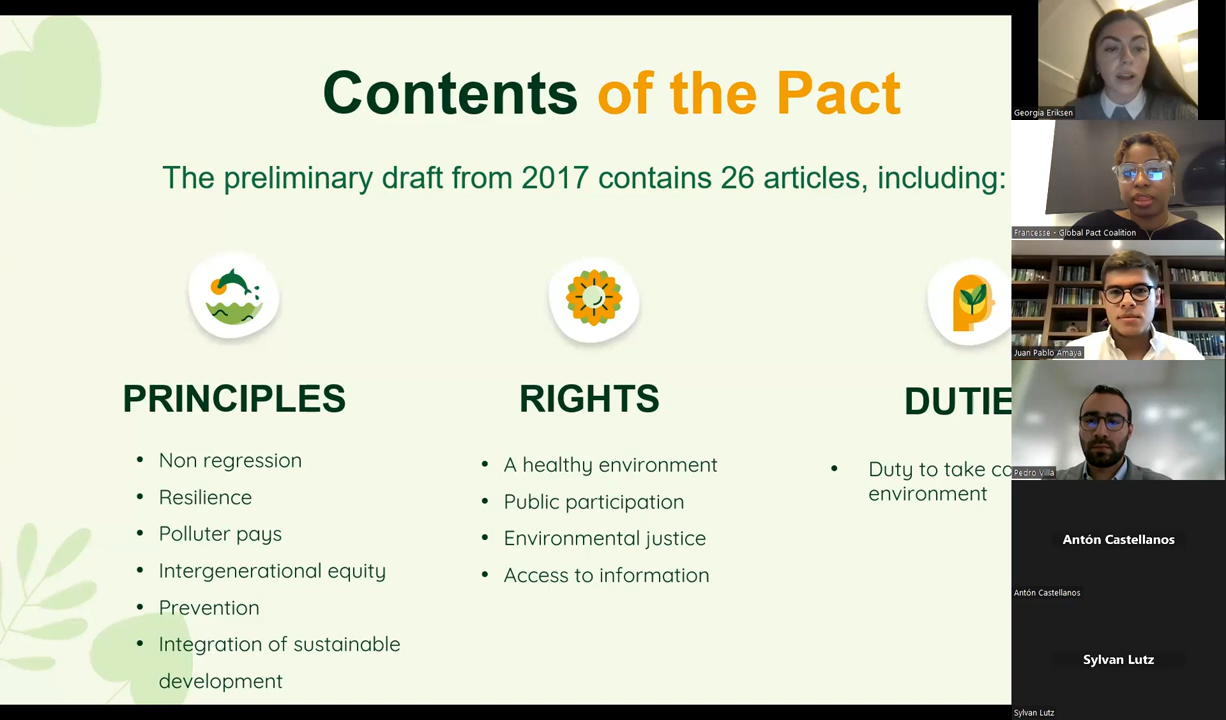 Contents of the Pact
The preliminary draft from 2017 contains 26 articles, including:
PRINCIPLES
• Non regression
• Resilience
• Polluter pays
• Intergenerational equity
• Prevention
• Integration of sustainable
development
RIGHTS
• A healthy environment
• Public participation
• Environmental justice
• Access to information
DUTIE
• Duty to take
environment
Georgia Eriksen
Francesse - Global Pact Coalition
Juan Pablo Amaya
Pedro Villa
Antón Castellanos
Antón Castellanos
Sylvan Lutz
Sylvan Lutz